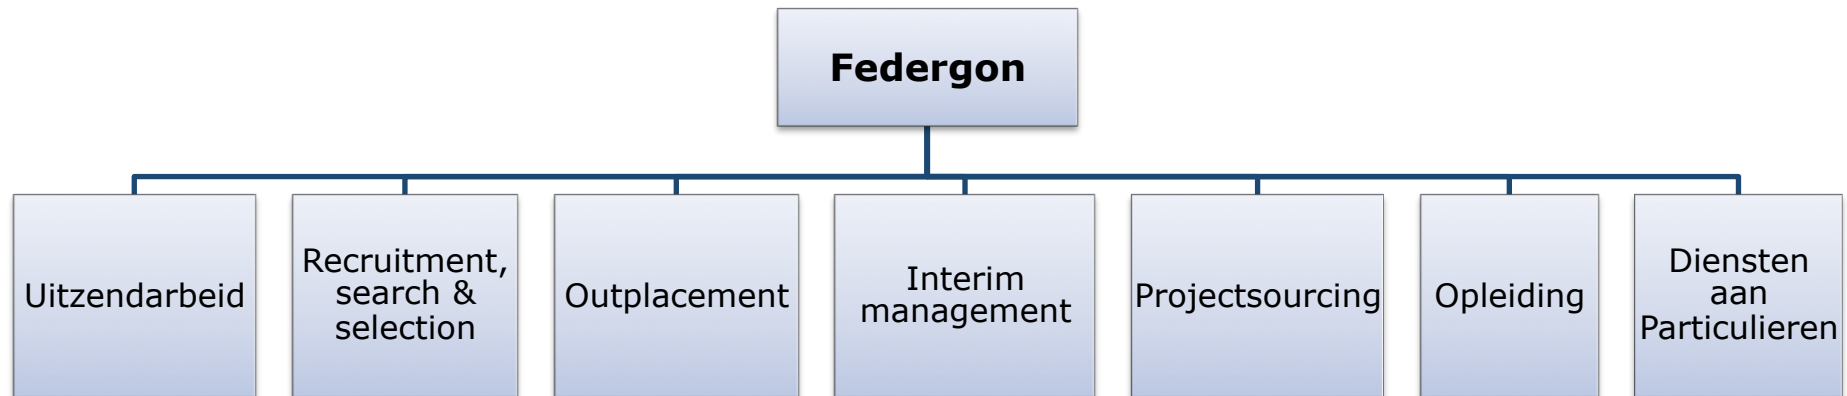 Federgon
Uitzendarbeid
Recruitment,
search &
selection
Outplacement
Interim
management
Projectsourcing
Opleiding
Diensten
aan
Particulieren